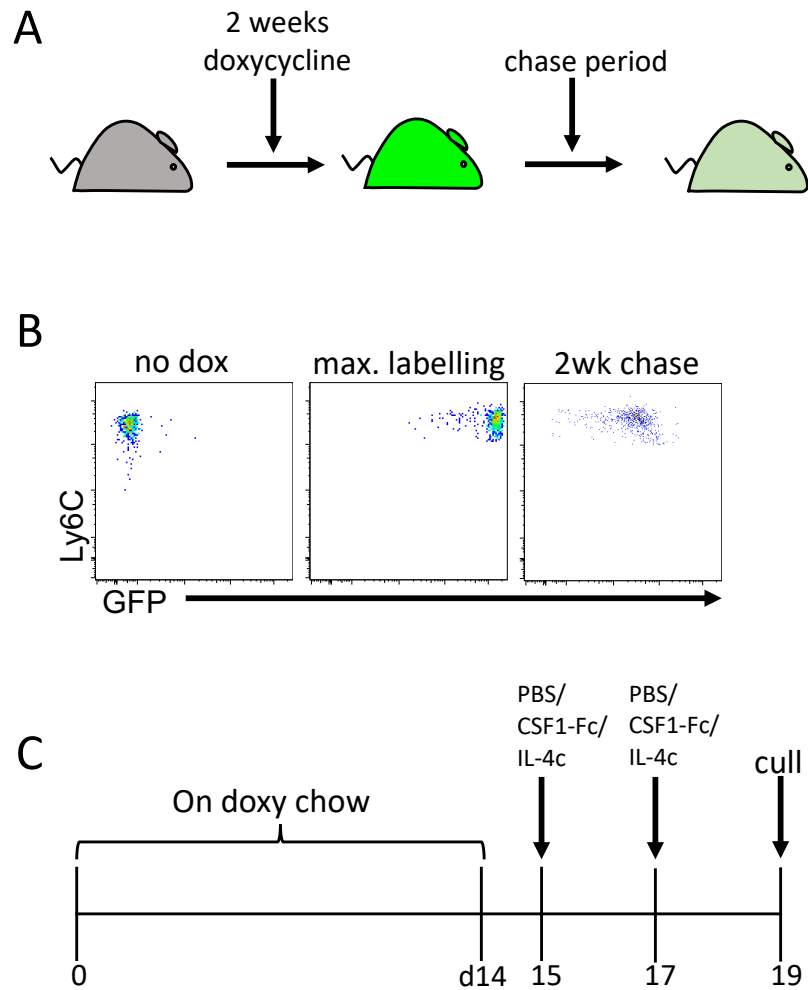 A
2 weeks
doxycycline
chase period
B
no dox
max. labelling
2wk chase
Ly6C
GFP
C
On doxy chow
PBS/
CSF1-Fc/
IL-4c
PBS/
CSF1-Fc/
IL-4c
cull
0
d14
15
17
19